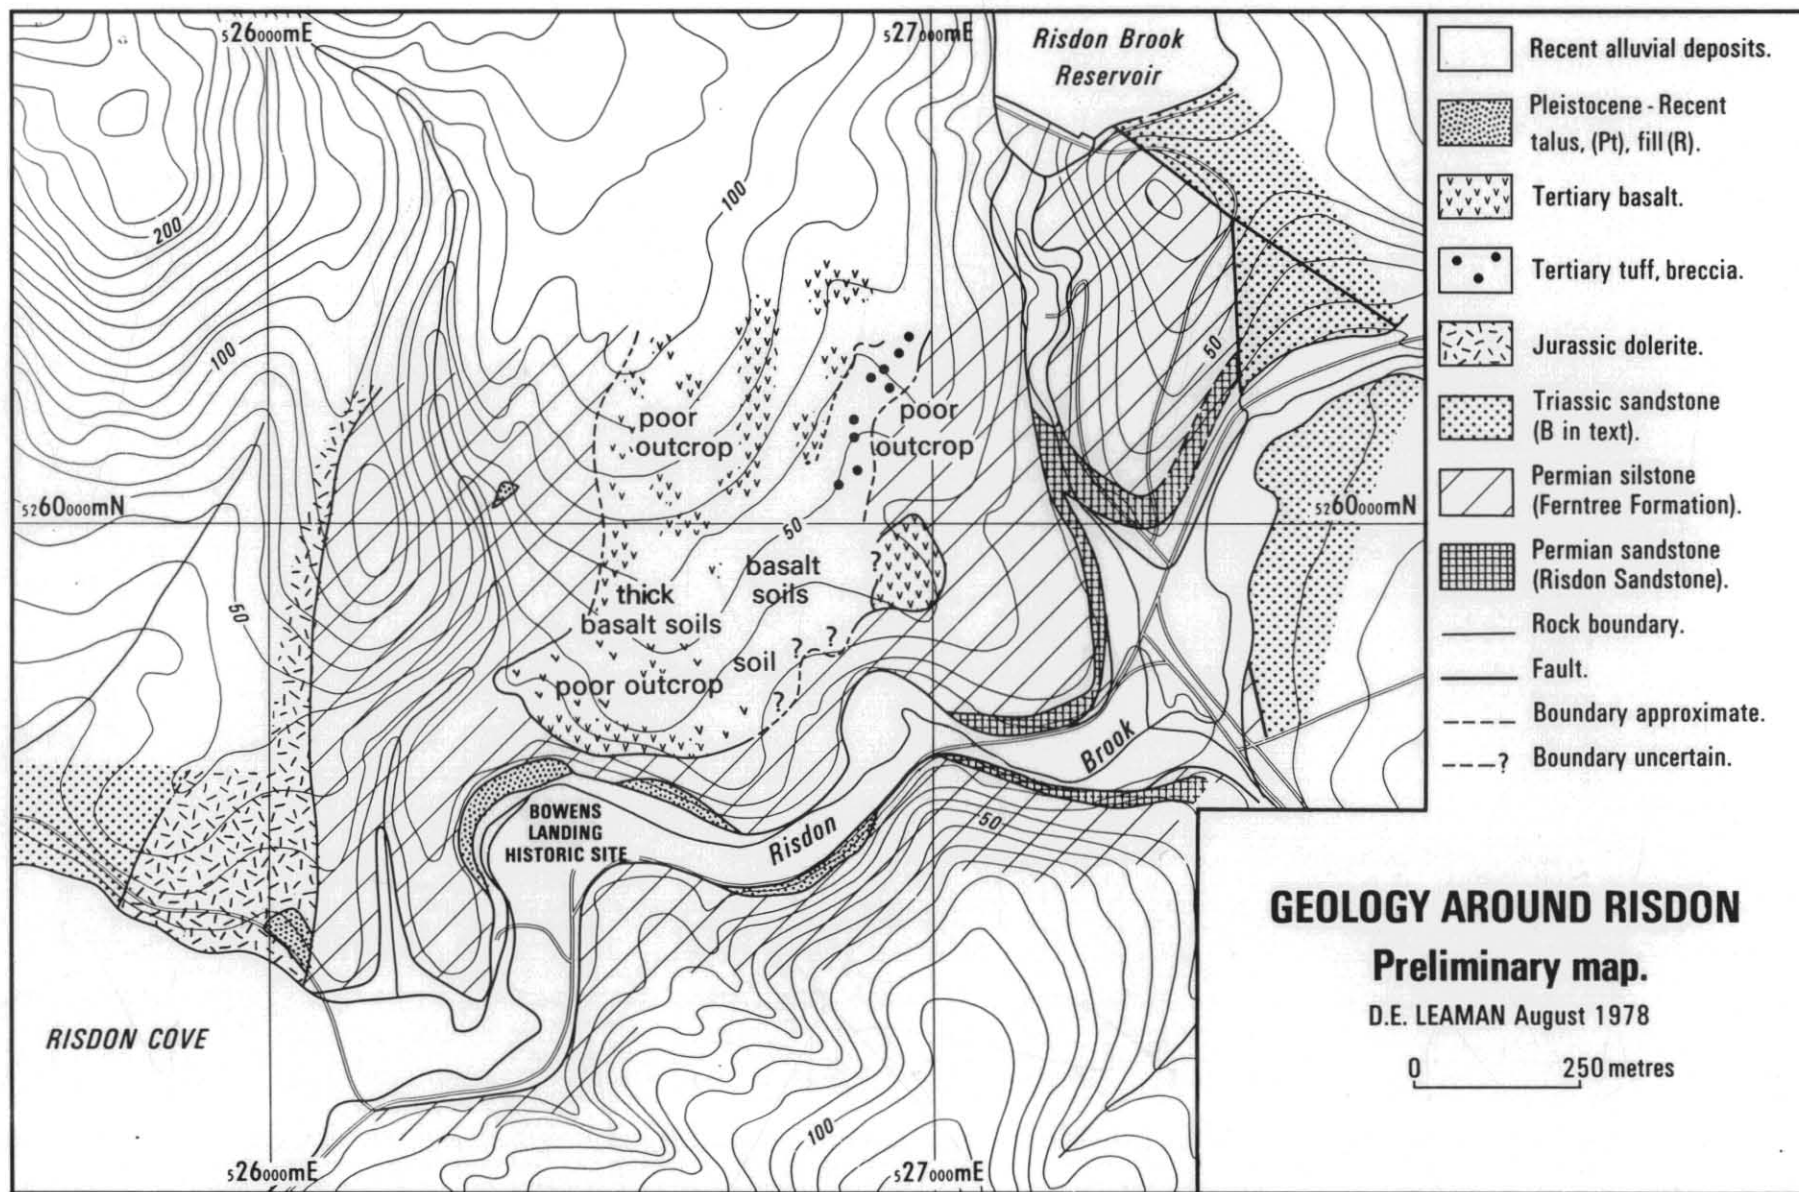 526000mE
527000mE
Risdon Brook
Reservoir
200
100
100
50
poor
outcrop
poor
outcrop
5260000mN
5260000mN
50
?
basalt
soils
thick
basalt soils
50
soil
?
?
?
poor outcrop
Brook
BOWENS
LANDING
HISTORIC SITE
Risdon
50
RISDON COVE
100
526000mE
527000mE
Recent alluvial deposits.
Pleistocene - Recent
talus, (Pt), fill (R).
Tertiary basalt.
Tertiary tuff, breccia.
Jurassic dolerite.
Triassic sandstone
(B in text).
Permian silstone
(Ferntree Formation).
Permian sandstone
(Risdon Sandstone).
Rock boundary.
Fault.
Boundary approximate.
? Boundary uncertain.
GEOLOGY AROUND RISDON
Preliminary map.
D.E. LEAMAN August 1978
0 250 metres